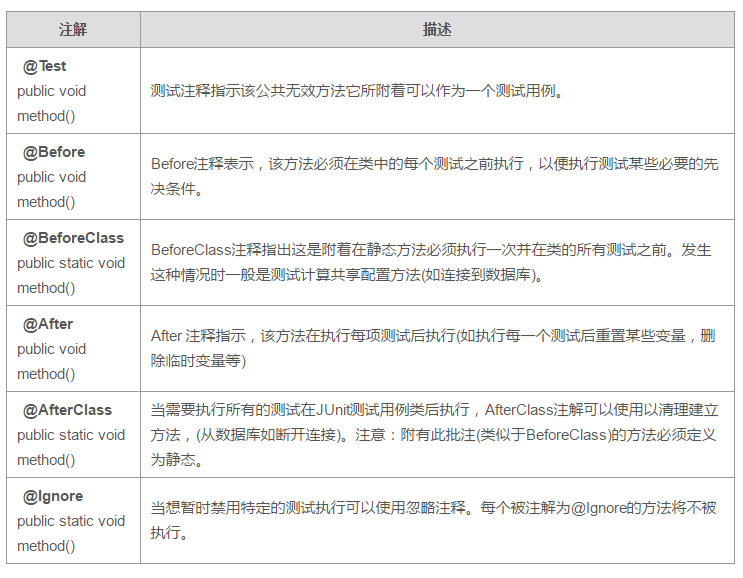 注解
描述
@Test
public void
method()
测试注释指示该公共无效方法它所附着可以作为一个测试用例。
@Before
public void
method()
Before注释表示，该方法必须在类中的每个测试之前执行，以便执行测试某些必要的先
决条件。
@BeforeClass
public static void
method()
BeforeClass注释指出这是附着在静态方法必须执行一次并在类的所有测试之前。发生
这种情况时一般是测试计算共享配置方法(如连接到数据库)。
@After
public void
method()
After 注释指示，该方法在执行每项测试后执行(如执行每一个测试后重置某些变量，删
除临时变量等)
@AfterClass
public static void
method()
当需要执行所有的测试在JUnit测试用例类后执行，AfterClass注解可以使用以清理建立
方法，(从数据库如断开连接)。注意：附有此批注(类似于BeforeClass)的方法必须定义
为静态。
@Ignore
public static void
method()
当想暂时禁用特定的测试执行可以使用忽略注释。每个被注解为@Ignore的方法将不被
执行。